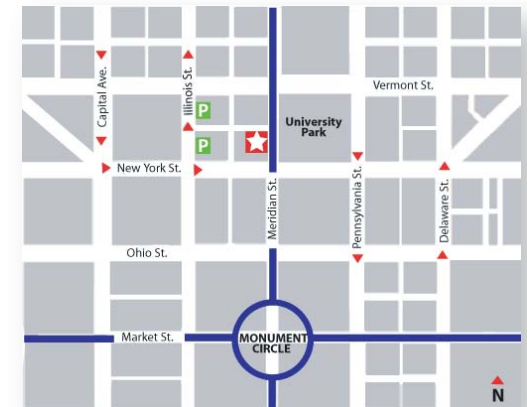 Capital Ave.
Illinois St.
Vermont St.
P
University
Park
P
New York St.
Meridian St.
Pennsylvania St.
Delaware St.
Ohio St.
Market St.
MONUMENT
CIRCLE
N